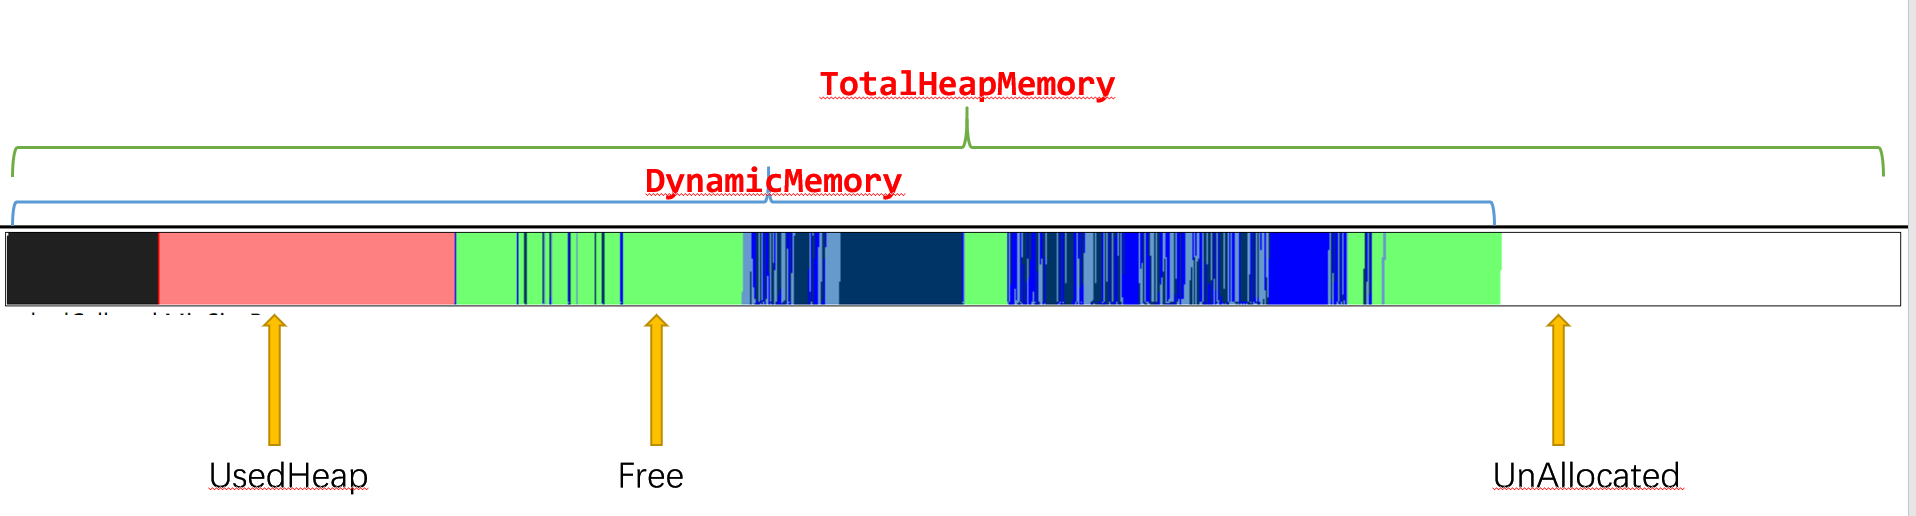 TotalHeapMemory
DynamicMemory
UsedHeap
Free
UnAllocated